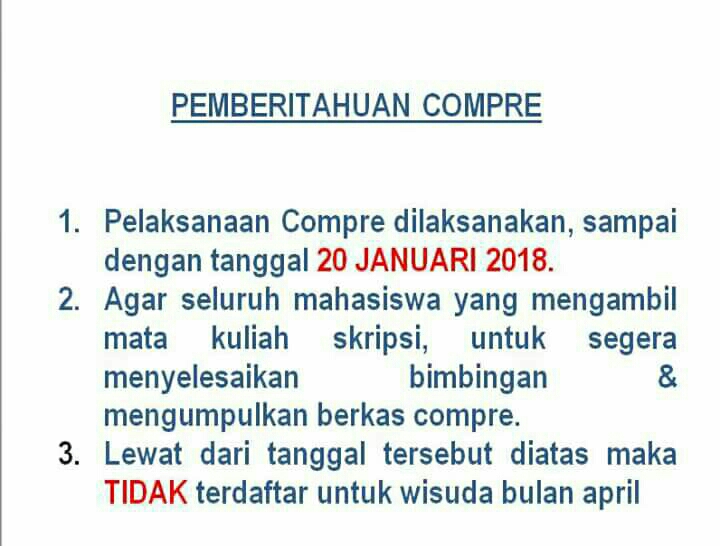 PEMBERITAHUAN COMPRE
1. Pelaksanaan Compre dilaksanakan, sampai
dengan tanggal 20 JANUARI 2018.
2. Agar seluruh mahasiswa yang mengambil
mata kuliah skripsi, untuk segera
menyelesaikan bimbingan &
mengumpulkan berkas compre.
3. Lewat dari tanggal tersebut diatas maka
TIDAK terdaftar untuk wisuda bulan april